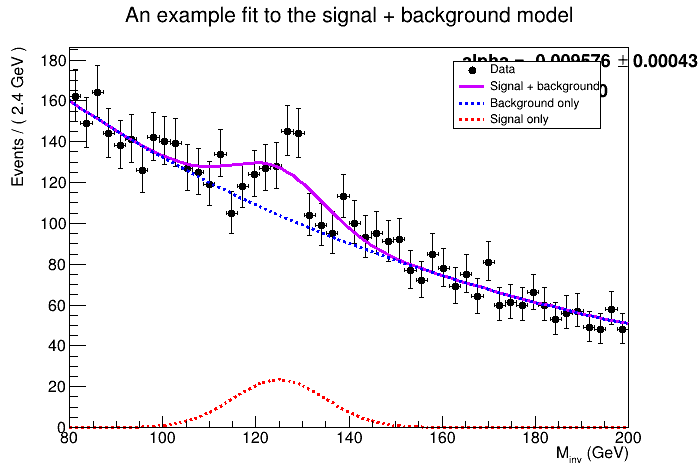 An example fit to the signal + background model
alpha = -0.009576 ± 0.00043
Data
Signal + background
Background only
Signal only
0
Events / ( 2.4 GeV )
180
160
140
120
100
80
60
40
20
0
80 100 120 140 160 180 200
M_inv (GeV)